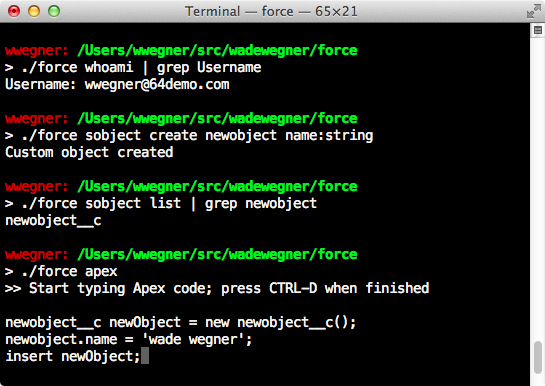 Terminal — force — 65×21
wwegner: /Users/wwegner/src/wadewegner/force
> ./force whoami | grep Username
Username: wwegner@64demo.com
wwegner: /Users/wwegner/src/wadewegner/force
> ./force sobject create newobject name:string
Custom object created
wwegner: /Users/wwegner/src/wadewegner/force
> ./force sobject list | grep newobject
newobject__c
wwegner: /Users/wwegner/src/wadewegner/force
> ./force apex
>> Start typing Apex code; press CTRL-D when finished
newobject__c newObject = new newobject__c();
newobject.name = 'wade wegner';
insert newObject;